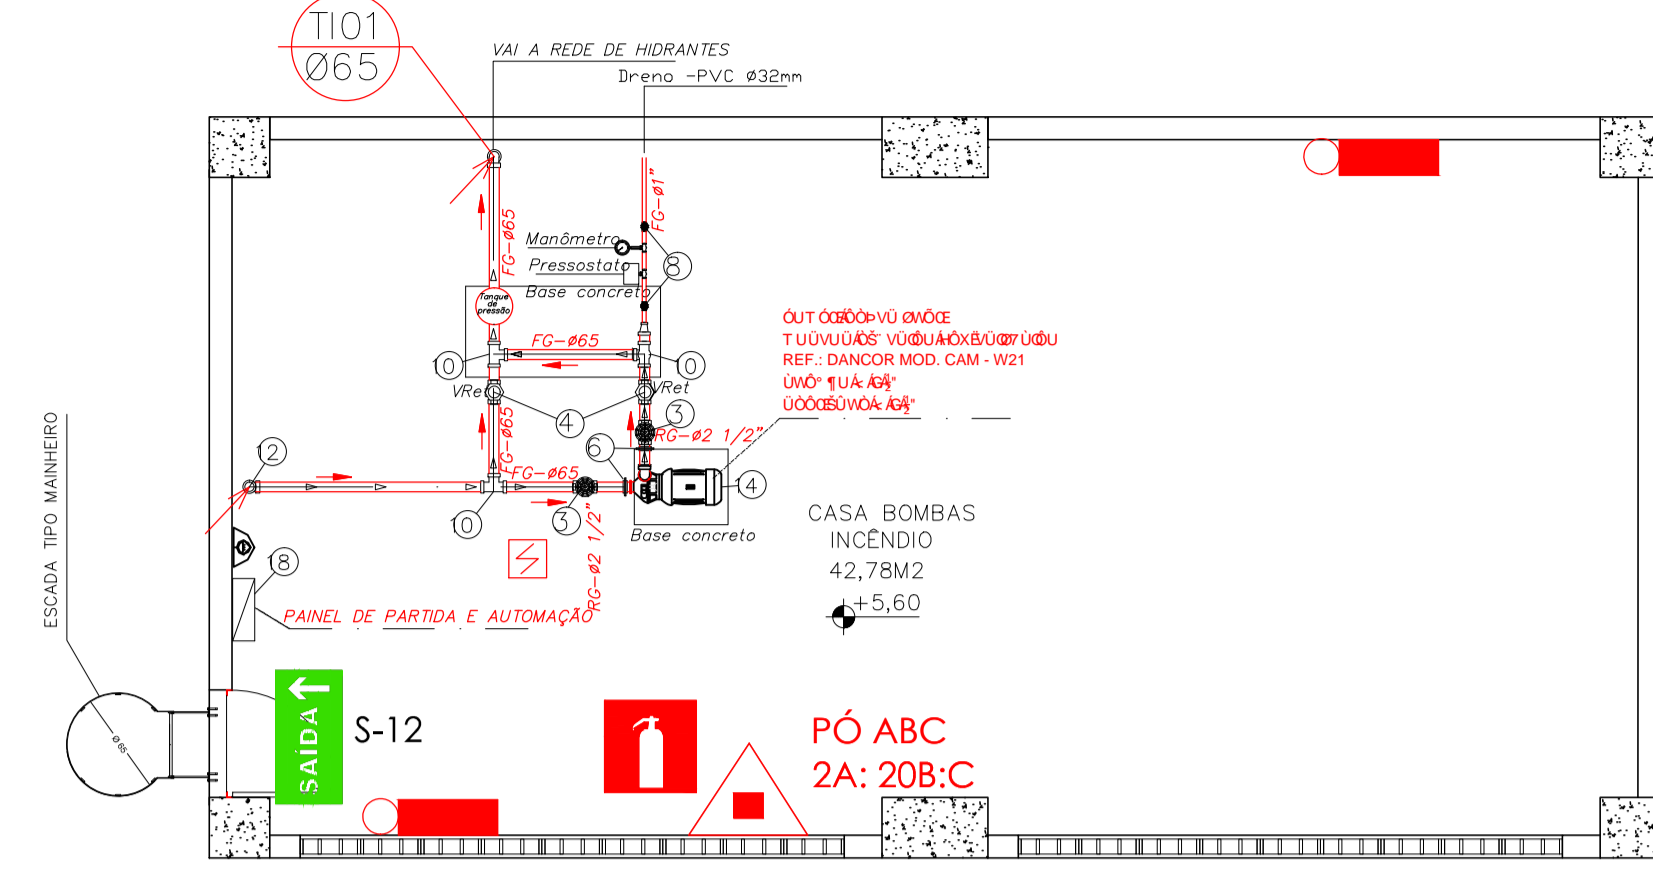 TI01
Ø65
VAI A REDE DE HIDRANTES
Dreno -PVC Ø32mm
FG-Ø1"
FG-Ø65
Manômetro
Pressostato
8
Base concreto
Tanque
de
pressão
FG-Ø65
10
10
VRet
VRet
4
3
RG-Ø2 1/2"
REF.: DANCOR MOD. CAM - W21
6
FG-Ø65
FG-Ø65
12
10
3
RG-Ø2 1/2"
14
Base concreto
CASA BOMBAS
INCÊNDIO
42,78M2
+5,60
18
PAINEL DE PARTIDA E AUTOMAÇÃO
ESCADA TIPO MAINHEIRO
Ø 65
SAÍDA
S-12
PÓ ABC
2A: 20B:C